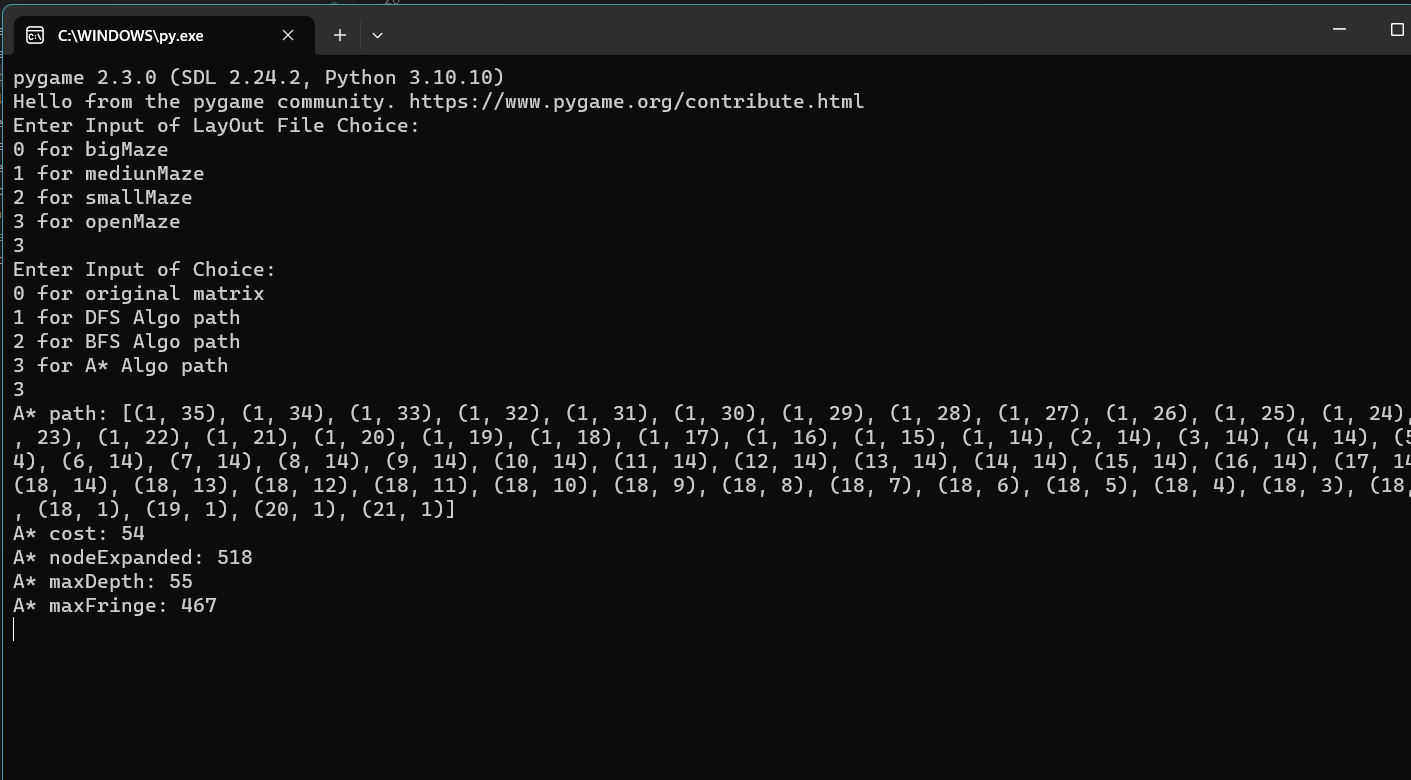 C:\WINDOWS\py.exe
pygame 2.3.0 (SDL 2.24.2, Python 3.10.10)
Hello from the pygame community. https://www.pygame.org/contribute.html
Enter Input of LayOut File Choice:
0 for bigMaze
1 for mediunMaze
2 for smallMaze
3 for openMaze
3
Enter Input of Choice:
0 for original matrix
1 for DFS Algo path
2 for BFS Algo path
3 for A* Algo path
3
A* path: [(1, 35), (1, 34), (1, 33), (1, 32), (1, 31), (1, 30), (1, 29), (1, 28), (1, 27), (1, 26), (1, 25), (1, 24),
, 23), (1, 22), (1, 21), (1, 20), (1, 19), (1, 18), (1, 17), (1, 16), (1, 15), (1, 14), (2, 14), (3, 14), (4, 14), (5
4), (6, 14), (7, 14), (8, 14), (9, 14), (10, 14), (11, 14), (12, 14), (13, 14), (14, 14), (15, 14), (16, 14), (17, 14
(18, 14), (18, 13), (18, 12), (18, 11), (18, 10), (18, 9), (18, 8), (18, 7), (18, 6), (18, 5), (18, 4), (18, 3), (18,
, (18, 1), (19, 1), (20, 1), (21, 1)]
A* cost: 54
A* nodeExpanded: 518
A* maxDepth: 55
A* maxFringe: 467